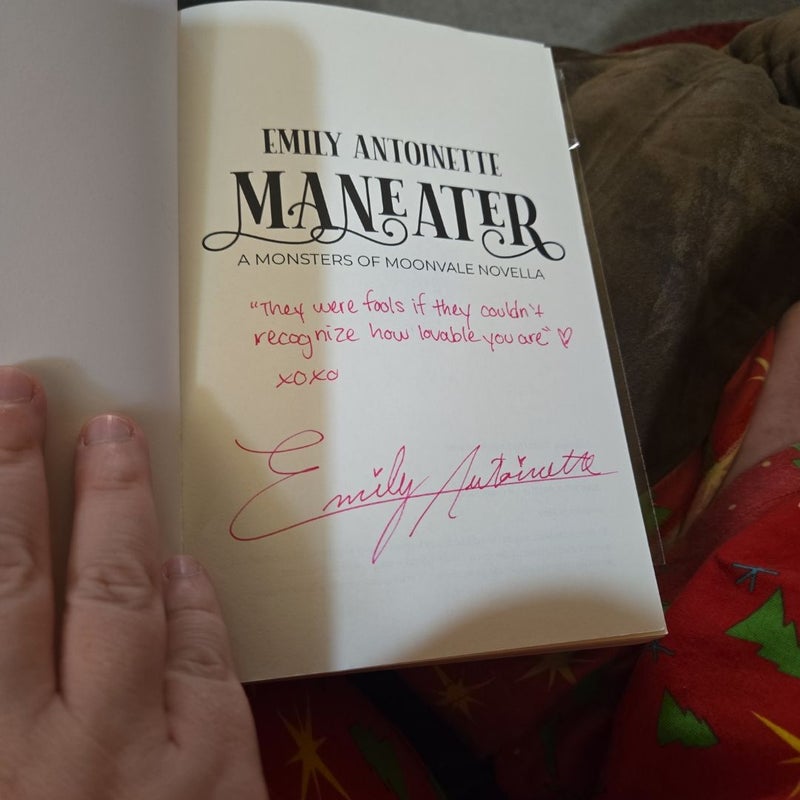 EMILY ANTOINETTE
MANEATER
A MONSTERS OF MOONVALE NOVELLA
"They were fools if they couldn't
recognize how lovable you are" ♡
xoxo
Emily Antoinette